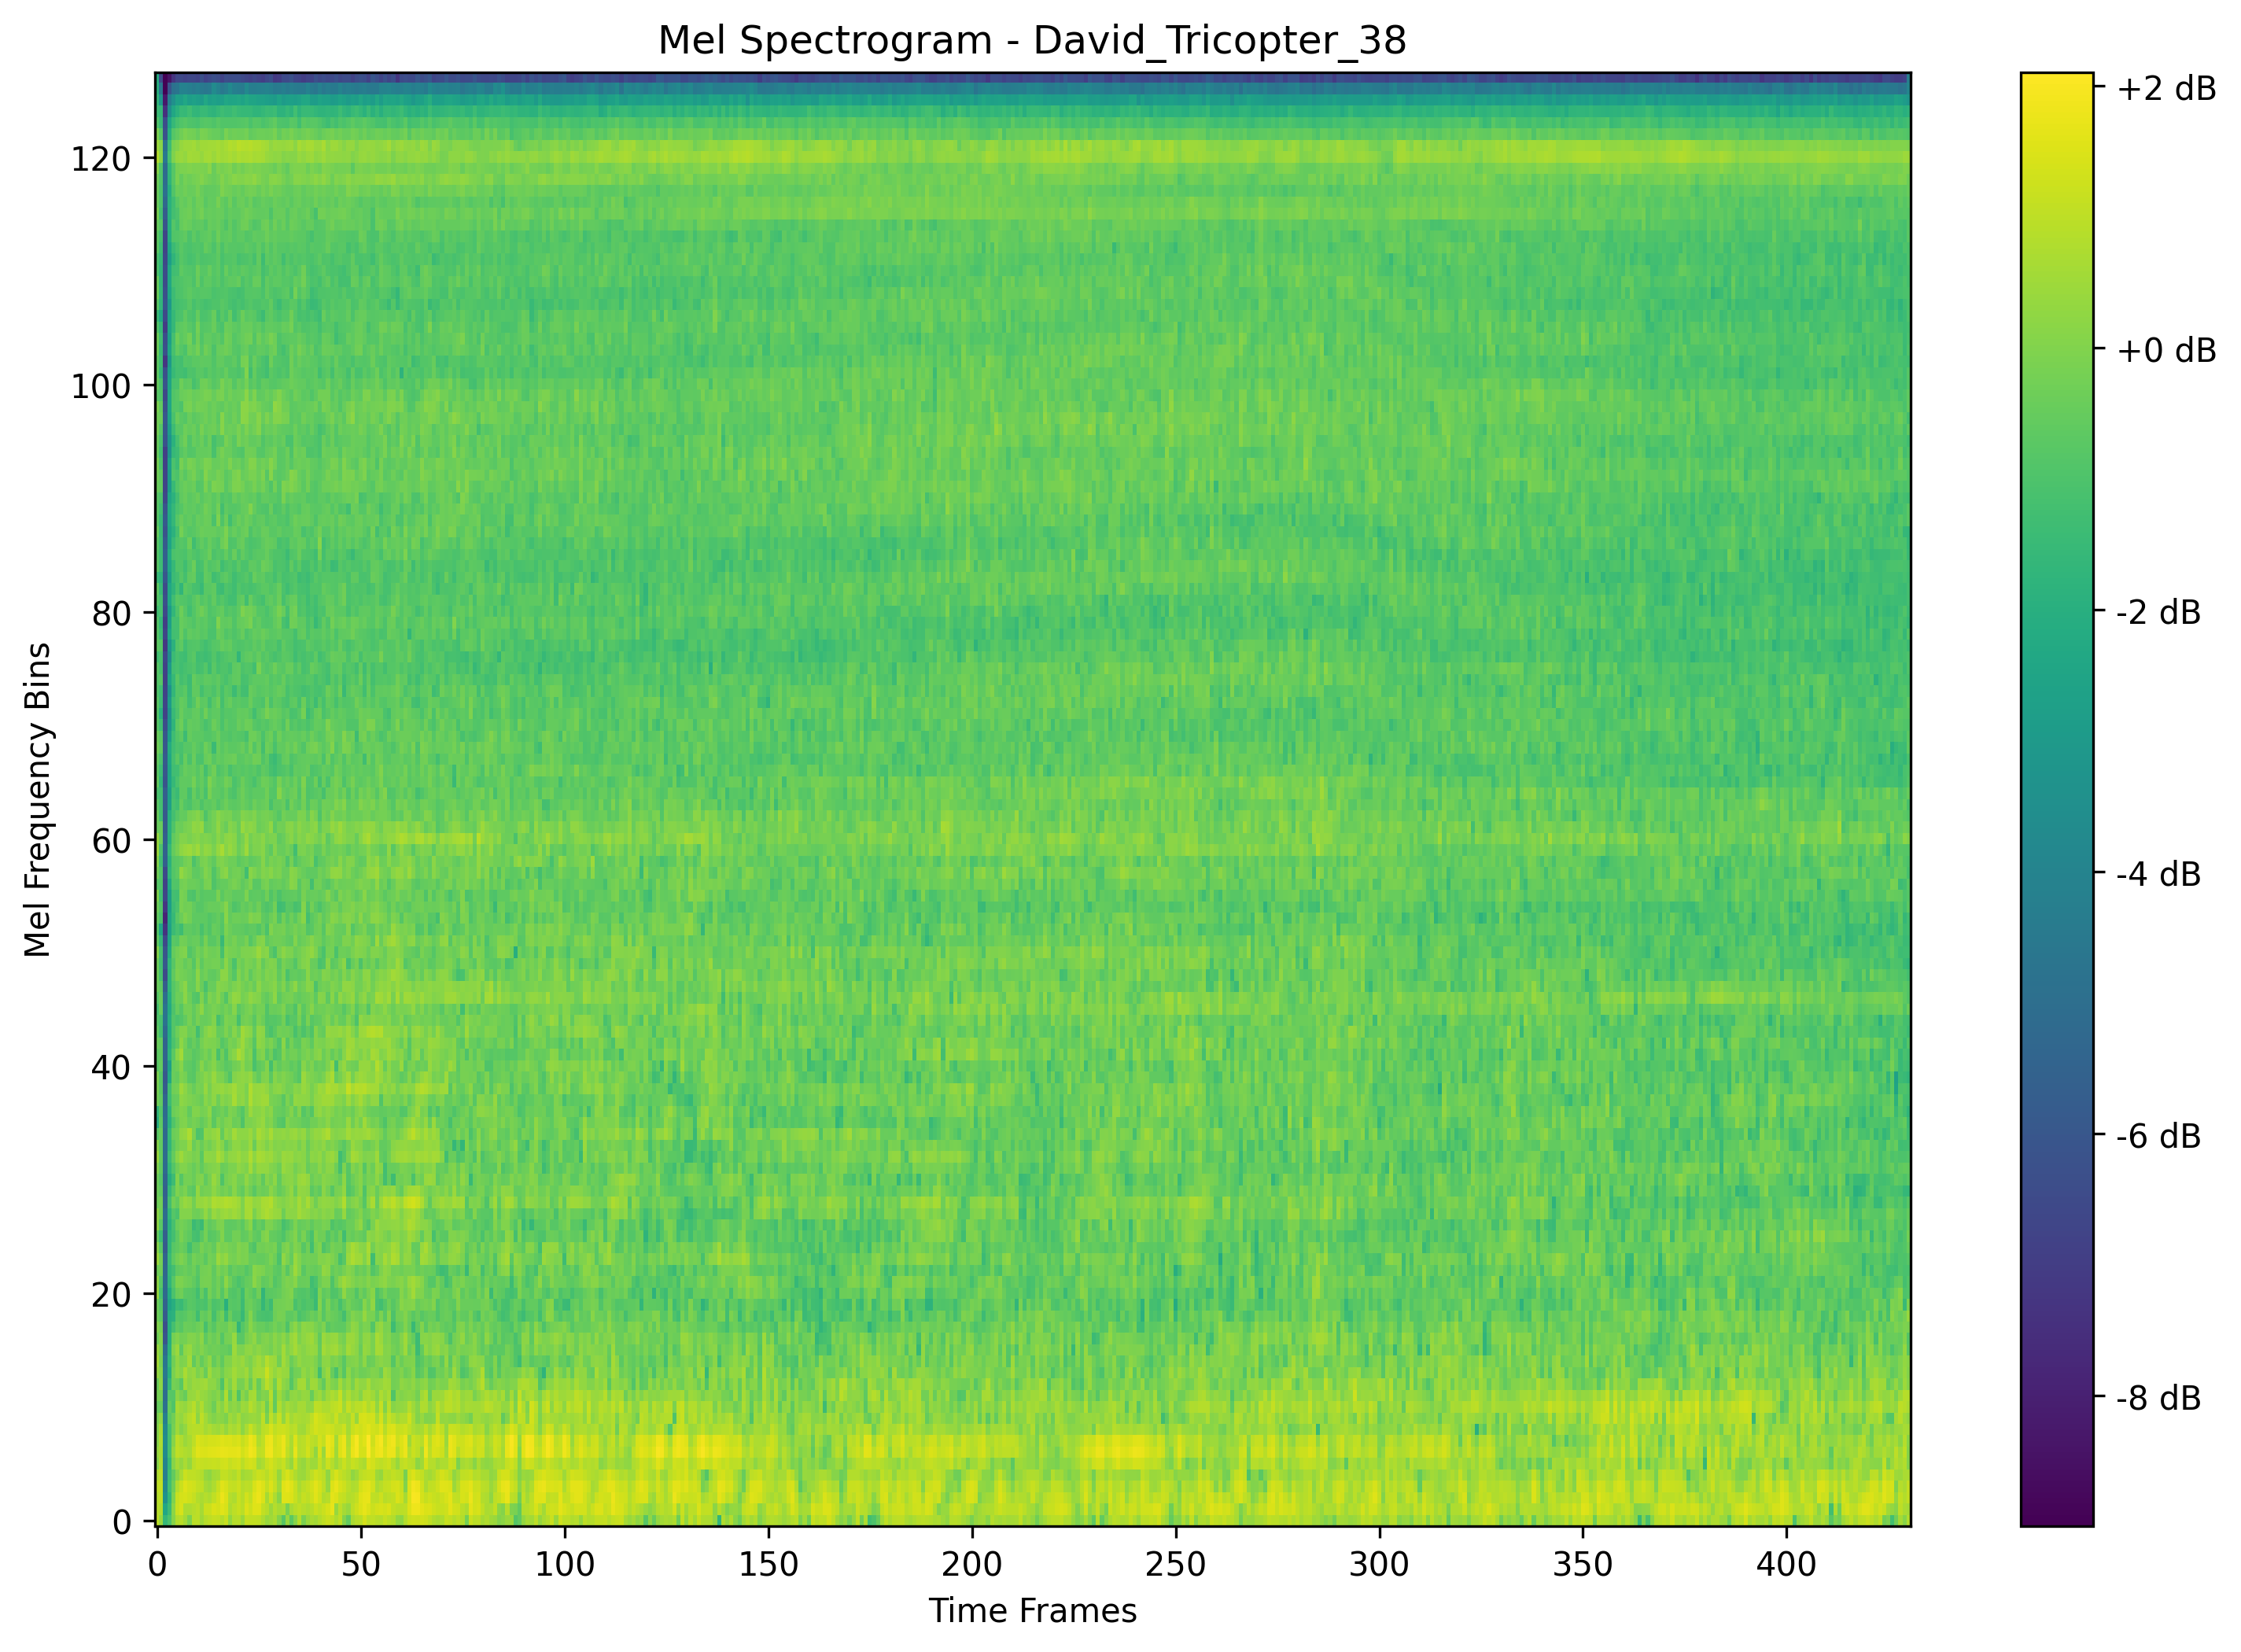 Mel Spectrogram - David_Tricopter_38
Mel Frequency Bins
120
100
80
60
40
20
0
0 50 100 150 200 250 300 350 400
Time Frames
+2 dB
+0 dB
-2 dB
-4 dB
-6 dB
-8 dB